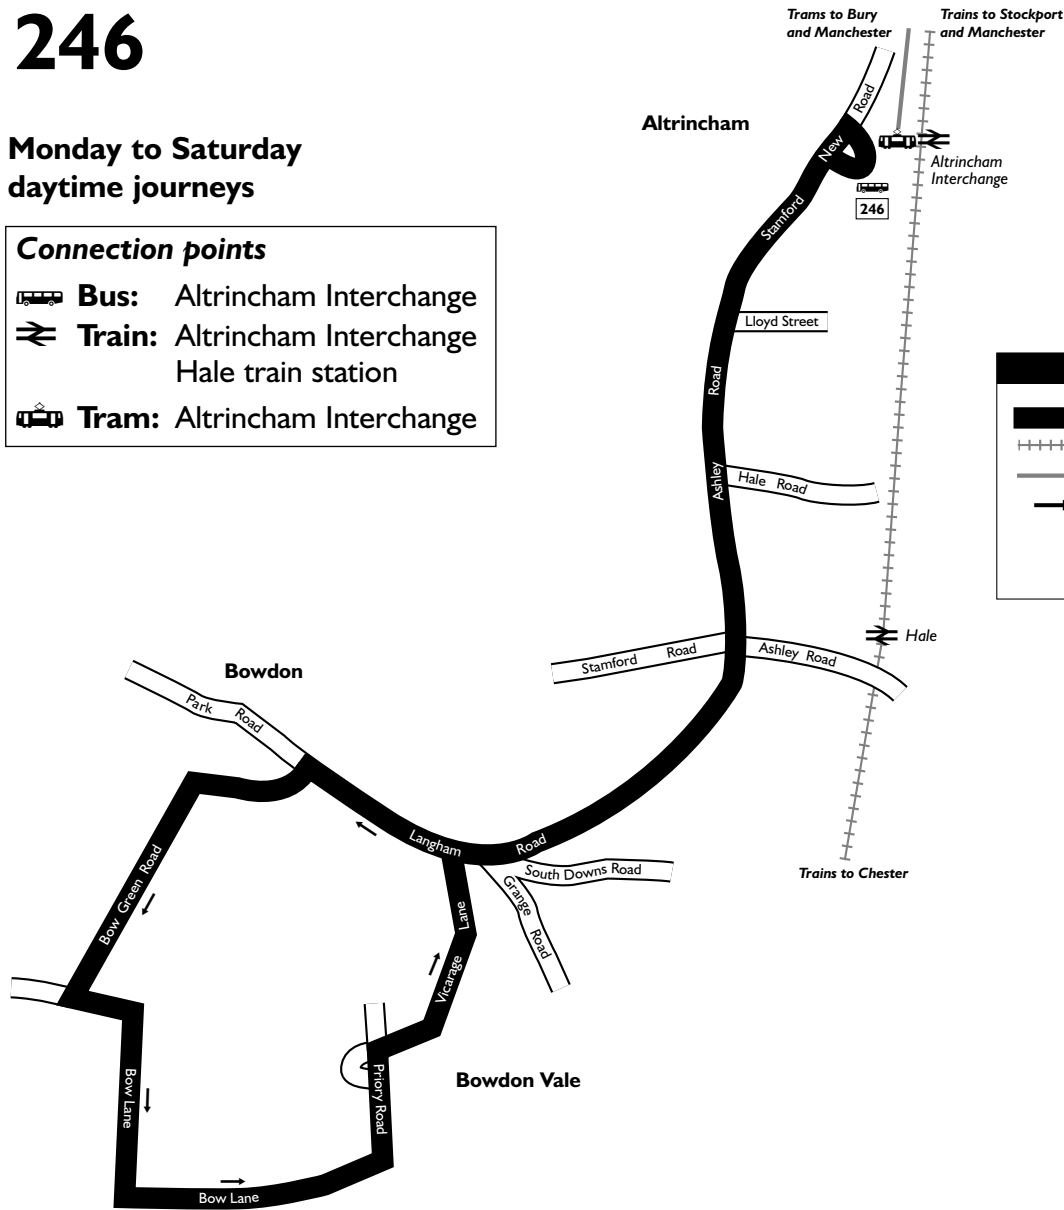 246
Trams to Bury
and Manchester
Trains to Stockport
and Manchester
Road
Altrincham
New
Altrincham
Interchange
246
Monday to Saturday
daytime journeys
Stamford
Connection points
Bus: Altrincham Interchange
Train: Altrincham Interchange
Hale train station
Tram: Altrincham Interchange
Lloyd Street
Road
Ashley
Hale Road
Hale
Stamford Road
Ashley Road
Bowdon
Park Road
Langham Road
South Downs Road
Grange Road
Trains to Chester
Bow Green Road
Vicarage Lane
Bowdon Vale
Priory Road
Bow Lane
Bow Lane